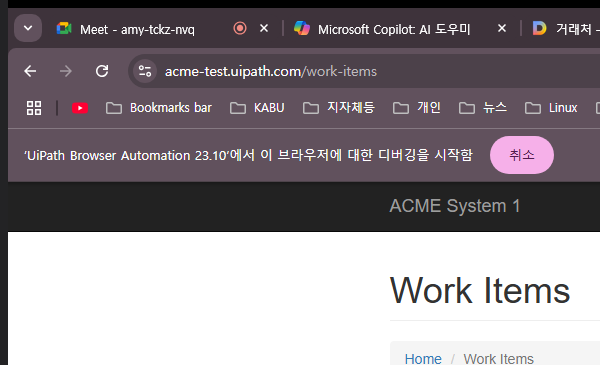 Meet - amy-tckz-nvq
Microsoft Copilot: AI 도우미
거래처 -
acme-test.uipath.com/work-items
Bookmarks bar
KABU
지자체등
개인
뉴스
Linux
'UiPath Browser Automation 23.10'에서 이 브라우저에 대한 디버깅을 시작함
취소
ACME System 1
Work Items
Home / Work Items